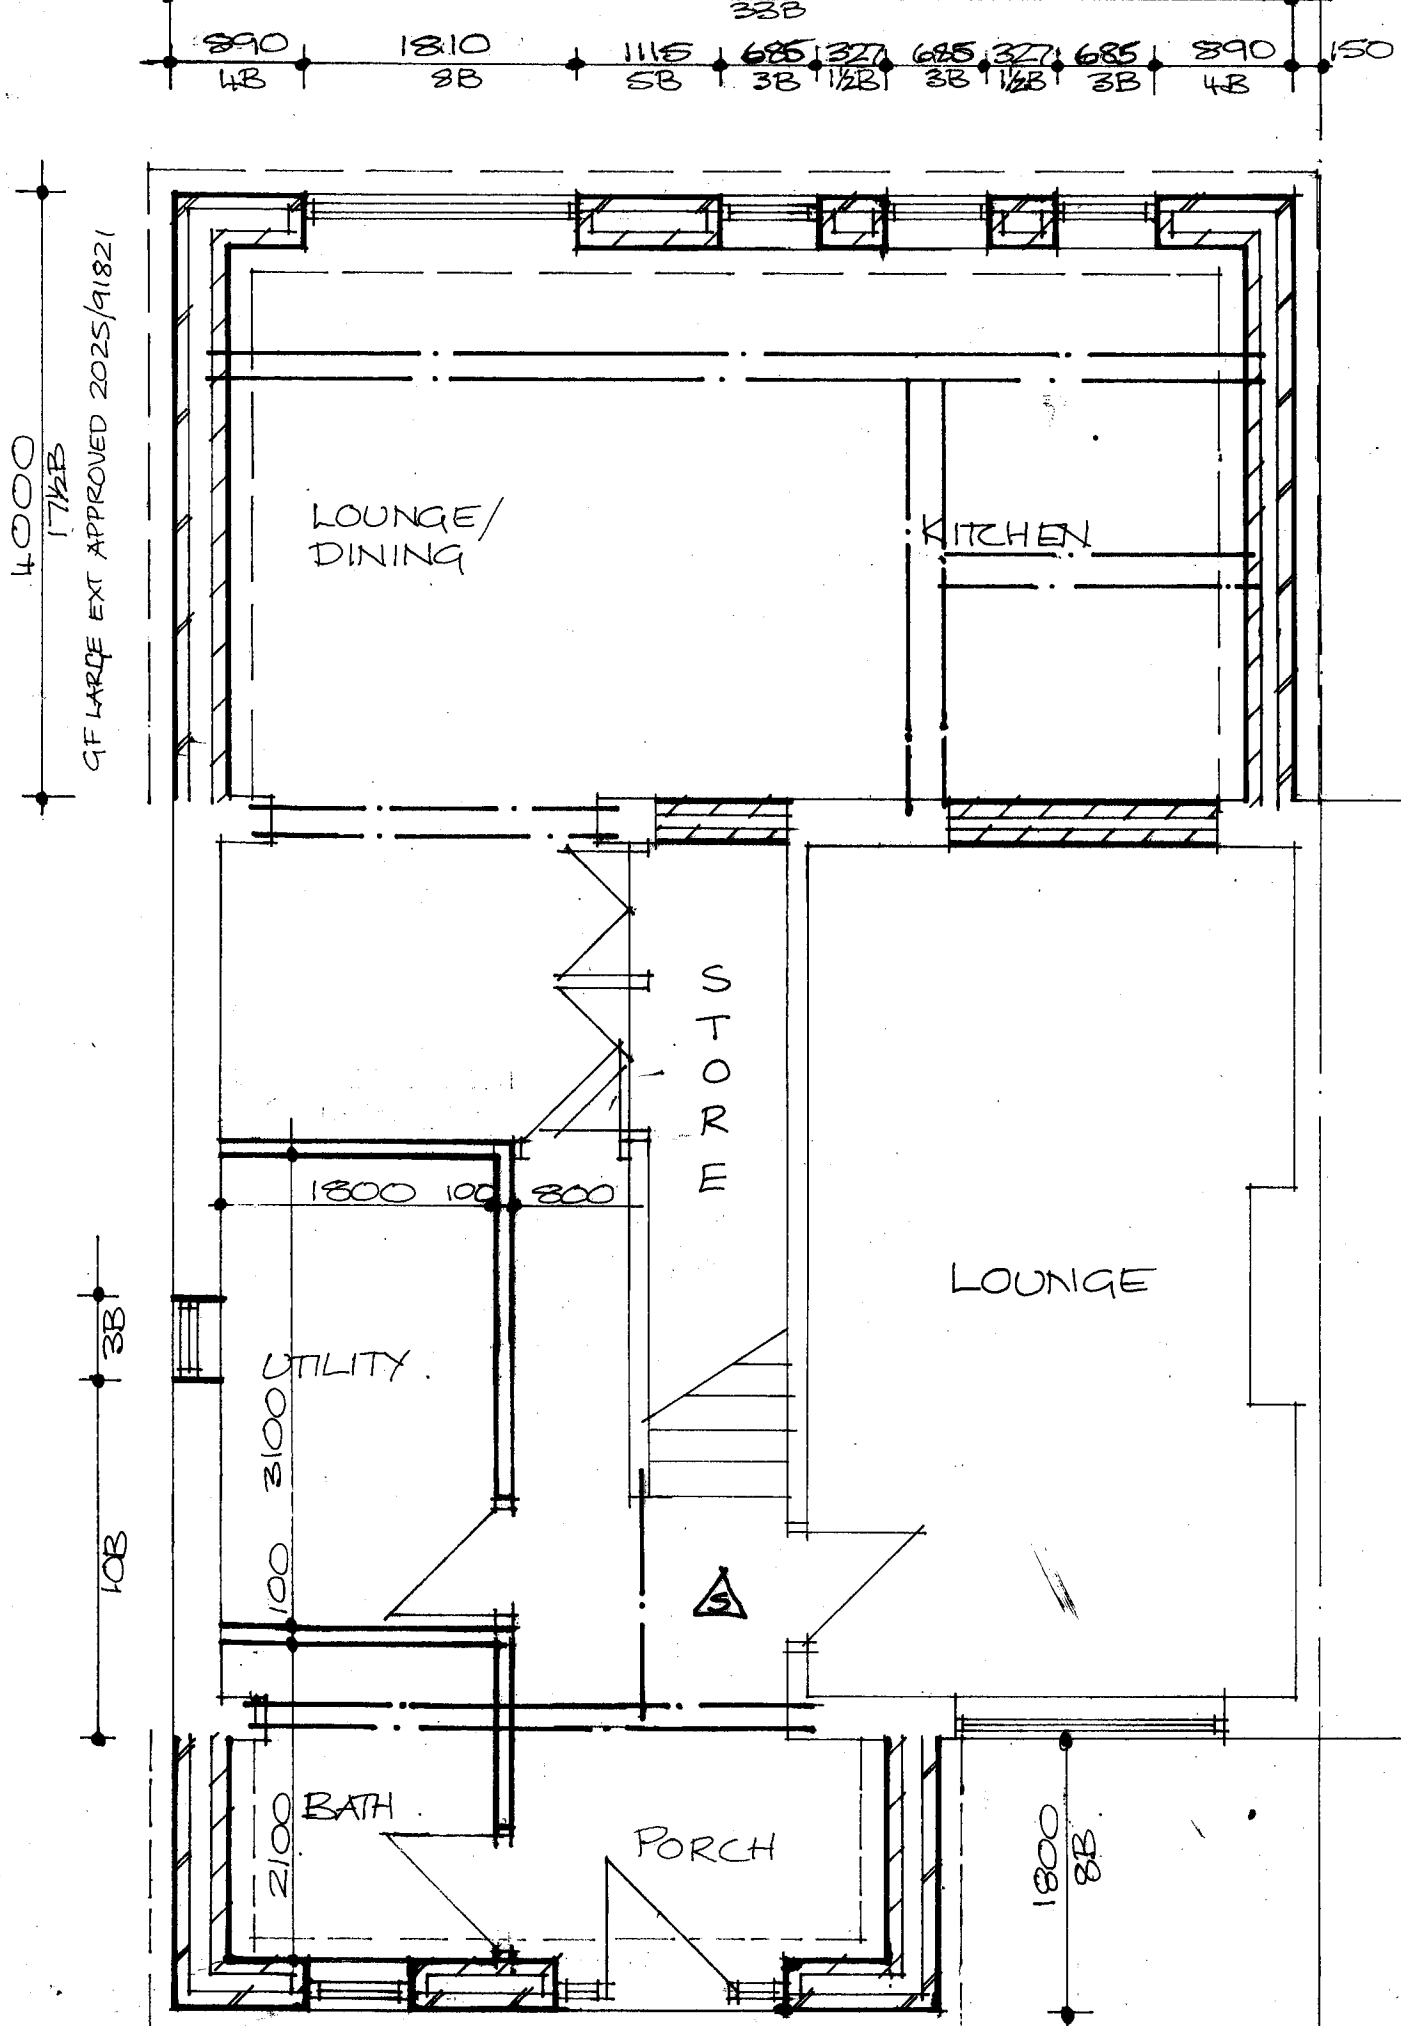 33B
890 1810 1115 685 327 685 327 685 890 150
4B 8B 5B 3B 1½B 3B 1½B 3B 4B
4000
17½B
GF LARGE EXT APPROVED 2025/91821
LOUNGE/
DINING
KITCHEN
STORE
1800 100 800
LOUNGE
3B
UTILITY.
3100
10B
100
S
BATH
2100
PORCH
1800
8B